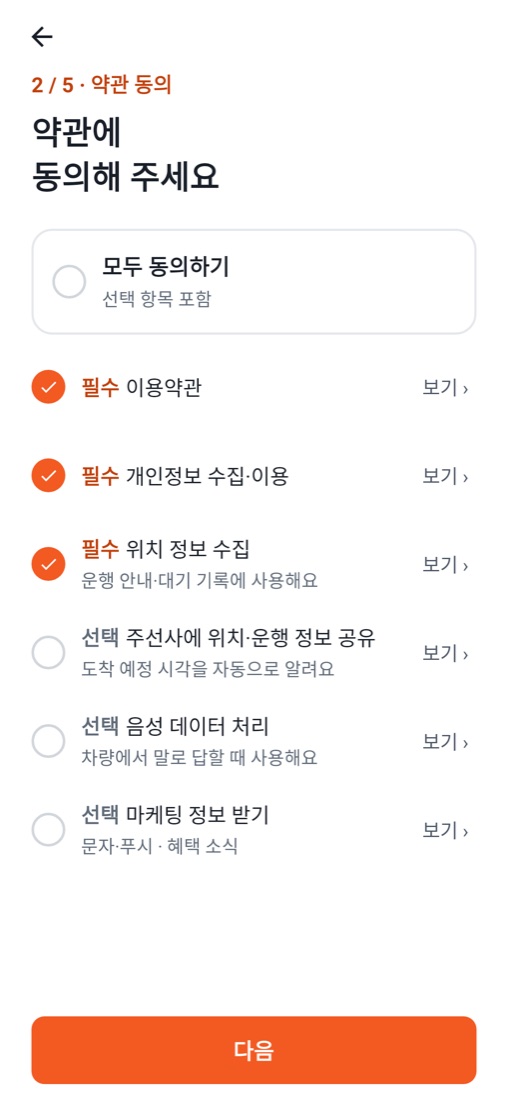 2 / 5 · 약관 동의
약관에
동의해 주세요
모두 동의하기
선택 항목 포함
필수 이용약관 보기 ›
필수 개인정보 수집·이용 보기 ›
필수 위치 정보 수집 보기 ›
운행 안내·대기 기록에 사용해요
선택 주선사에 위치·운행 정보 공유 보기 ›
도착 예정 시각을 자동으로 알려요
선택 음성 데이터 처리 보기 ›
차량에서 말로 답할 때 사용해요
선택 마케팅 정보 받기 보기 ›
문자·푸시 · 혜택 소식
다음